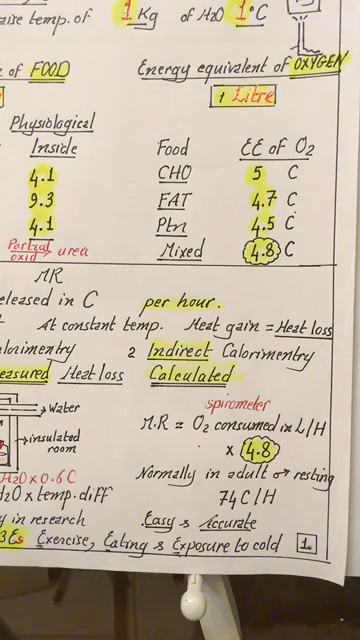 raise temp. of 1 Kg of H2O 1°C
e of FOOD Energy equivalent of OXYGEN
1 Litre
Physiological
Inside Food EE of O2
4.1 CHO 5 C
9.3 FAT 4.7 C
4.1 Ptn 4.5 C
Partial oxid → urea Mixed 4.8 C
MR
eleased in C per hour.
At constant temp. Heat gain = Heat loss
alorimentry 2 Indirect Calorimentry
easured Heat loss Calculated
→ Water spirometer
→ insulated room M.R = O2 consumed in L/H
x 4.8
H2O x 0.6 C Normally in adult ♂ resting
H2O x temp. diff 74 C/H
y in research .Easy & Accurate
3Es Exercise, Eating & Exposure to cold 1